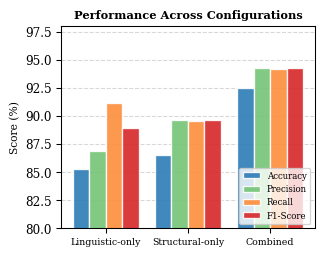 Performance Across Configurations
97.5
95.0
92.5
90.0
87.5
85.0
82.5
80.0
Score (%)
Linguistic-only
Structural-only
Combined
Accuracy
Precision
Recall
F1-Score